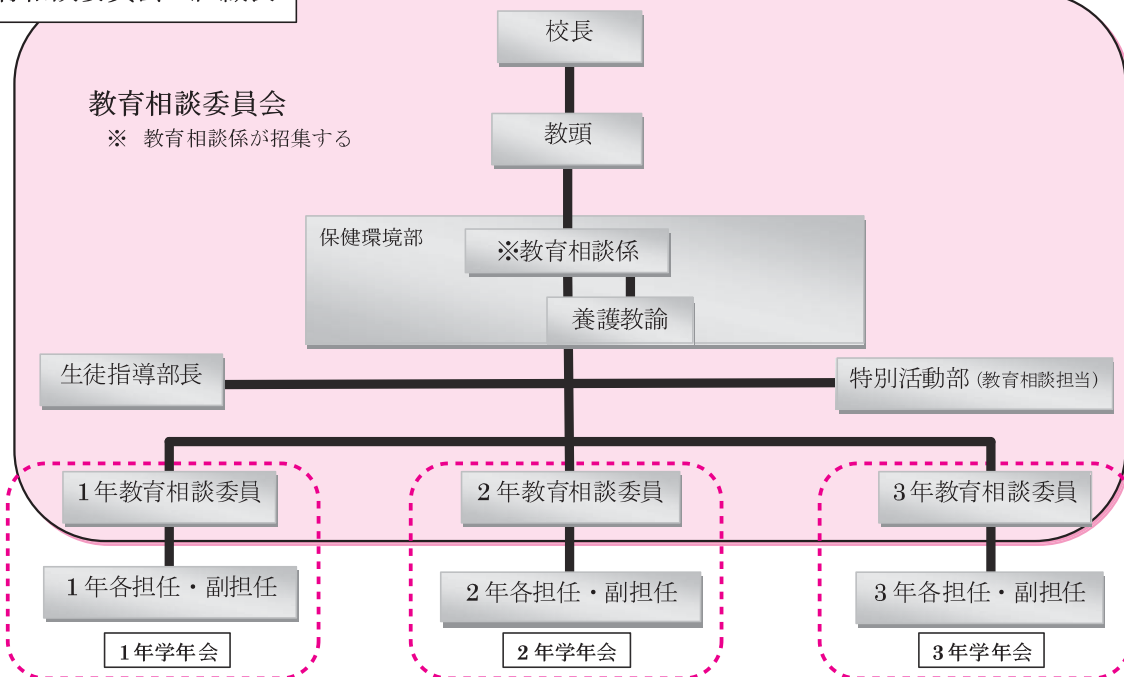 校長
教育相談委員会
※ 教育相談係が招集する
教頭
保健環境部
※教育相談係
養護教諭
生徒指導部長
特別活動部(教育相談担当)
1年教育相談委員
2年教育相談委員
3年教育相談委員
1年各担任・副担任
2年各担任・副担任
3年各担任・副担任
1年学年会
2年学年会
3年学年会